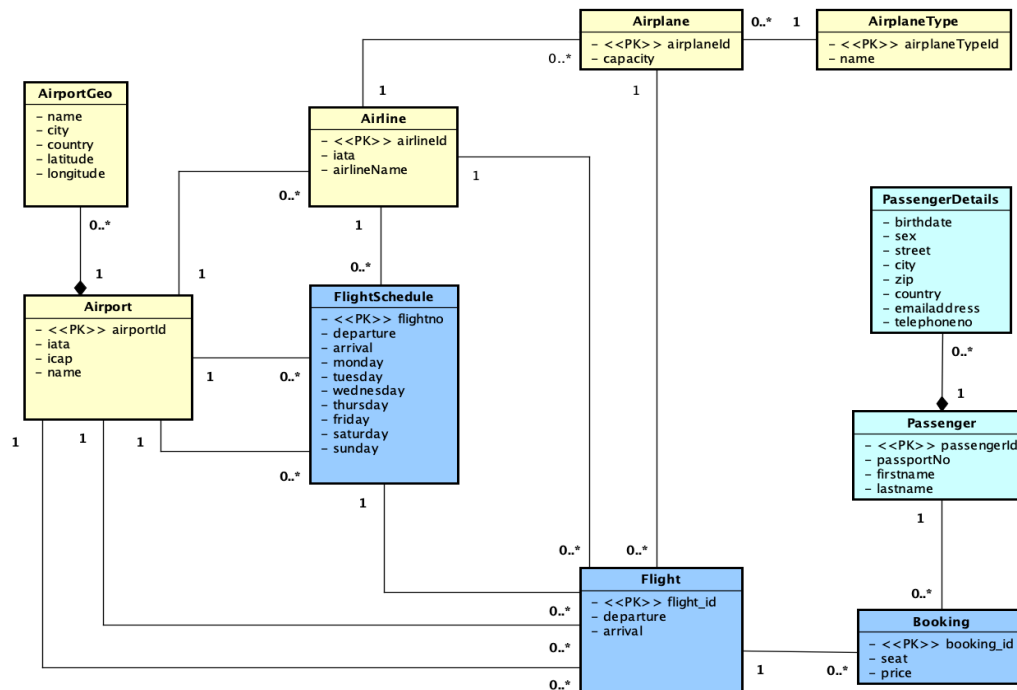 Airplane
- <<PK>> airplaneId
- capacity
0..*
1
AirplaneType
- <<PK>> airplaneTypeId
- name
0..*
1
1
AirportGeo
- name
- city
- country
- latitude
- longitude
0..*
1
Airline
- <<PK>> airlineId
- iata
- airlineName
0..*
1
1
1
0..*
PassengerDetails
- birthdate
- sex
- street
- city
- zip
- country
- emailaddress
- telephoneno
0..*
1
Airport
- <<PK>> airportId
- iata
- icap
- name
1
0..*
1
1
1
0..*
FlightSchedule
- <<PK>> flightno
- departure
- arrival
- monday
- tuesday
- wednesday
- thursday
- friday
- saturday
- sunday
1
Passenger
- <<PK>> passengerId
- passportNo
- firstname
- lastname
1
0..*
0..*
0..*
0..*
0..*
0..*
Flight
- <<PK>> flight_id
- departure
- arrival
1
0..*
Booking
- <<PK>> booking_id
- seat
- price